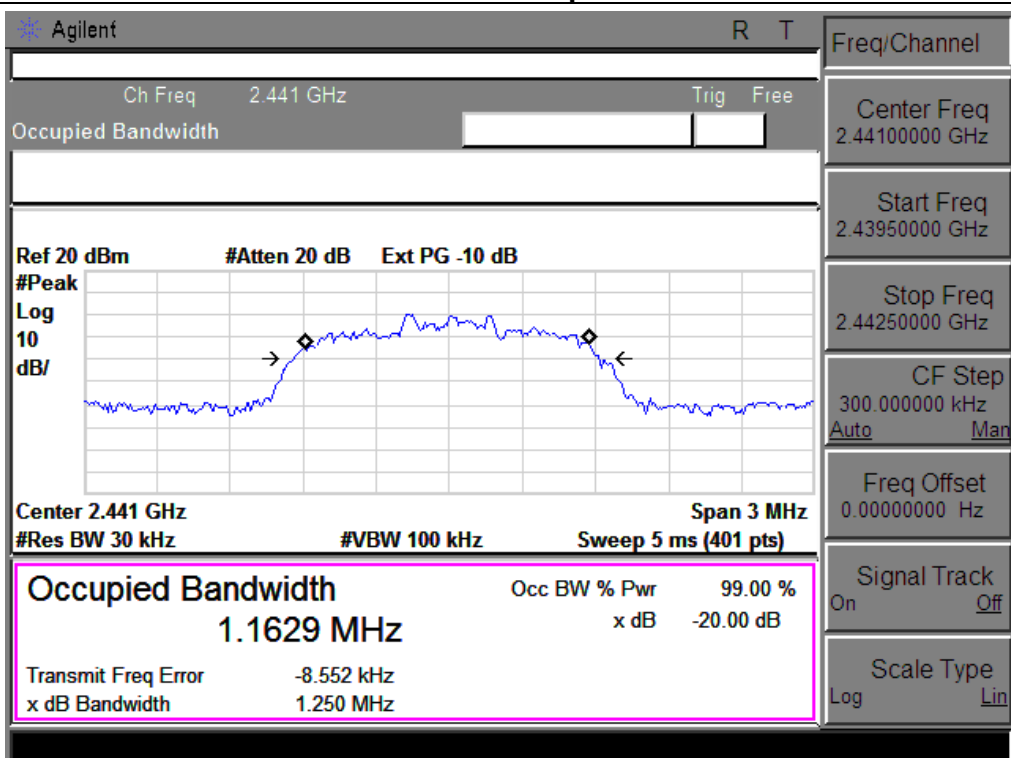 Agilent R T
Ch Freq 2.441 GHz Trig Free
Occupied Bandwidth
Ref 20 dBm #Atten 20 dB Ext PG -10 dB
#Peak
Log
10
dB/
Center 2.441 GHz Span 3 MHz
#Res BW 30 kHz #VBW 100 kHz Sweep 5 ms (401 pts)
Occupied Bandwidth
1.1629 MHz
Occ BW % Pwr 99.00 %
x dB -20.00 dB
Transmit Freq Error -8.552 kHz
x dB Bandwidth 1.250 MHz
Freq/Channel
Center Freq
2.44100000 GHz
Start Freq
2.43950000 GHz
Stop Freq
2.44250000 GHz
CF Step
300.000000 kHz
Auto Man
Freq Offset
0.00000000 Hz
Signal Track
On Off
Scale Type
Log Lin